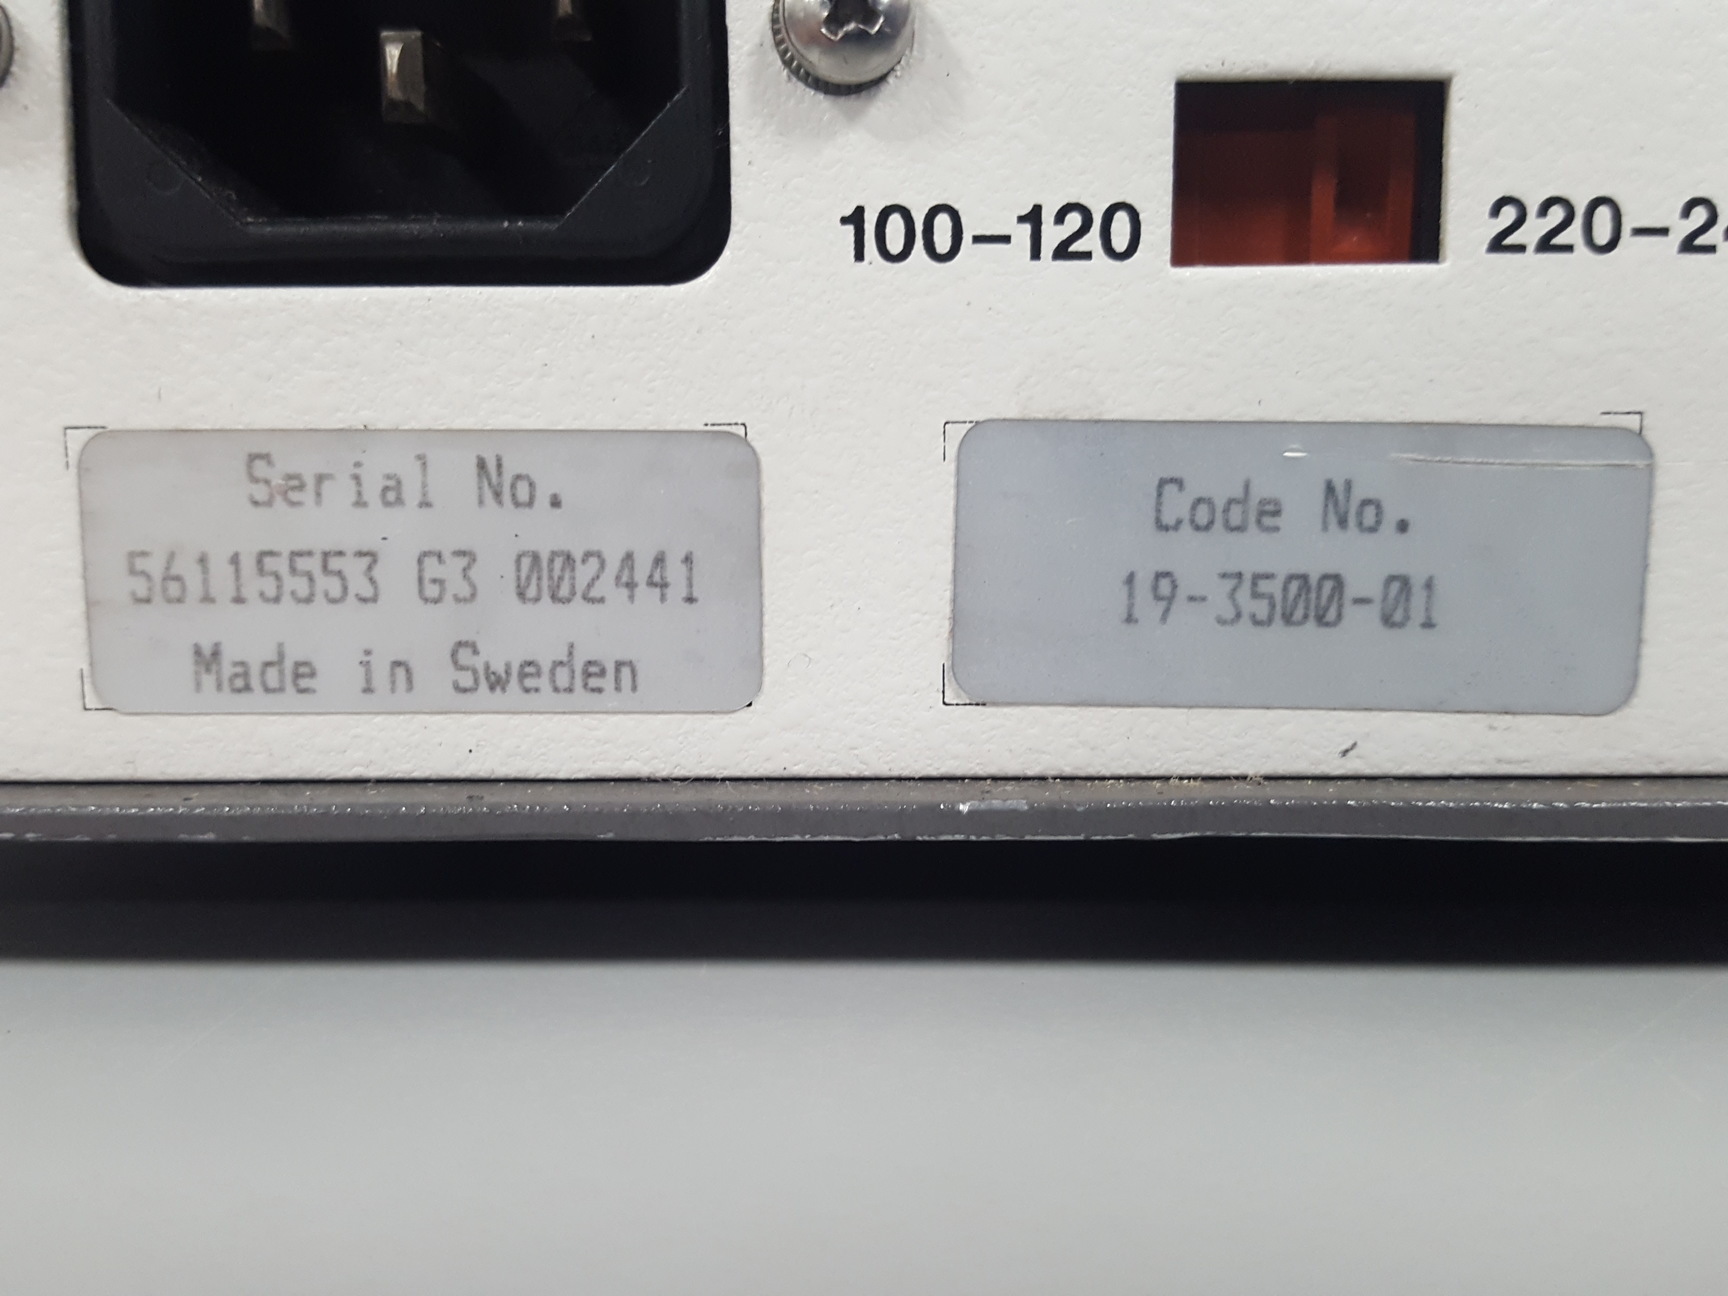 100-120
220-2
Serial No.
56115553 G3 002441
Made in Sweden
Code No.
19-3500-01